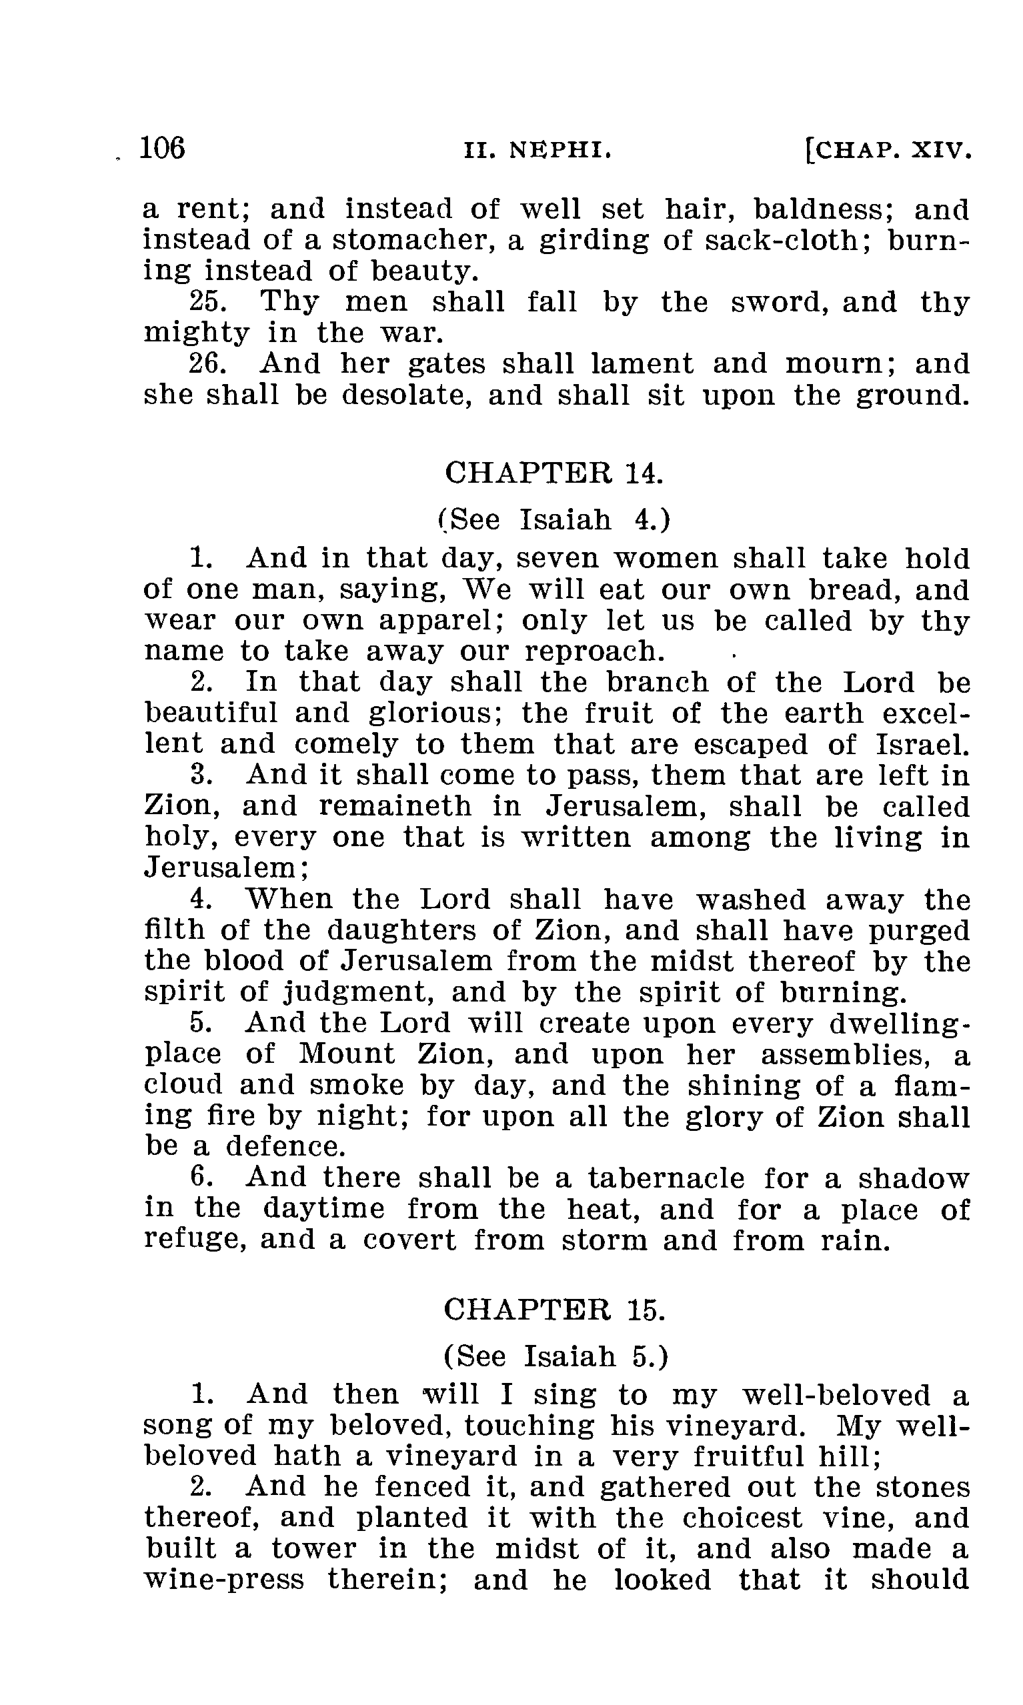 106 II. NEPHI. [CHAP. XIV.
a rent; and instead of well set hair, baldness; and
instead of a stomacher, a girding of sack-cloth; burn-
ing instead of beauty.
25. Thy men shall fall by the sword, and thy
mighty in the war.
26. And her gates shall lament and mourn; and
she shall be desolate, and shall sit upon the ground.
CHAPTER 14.
(See Isaiah 4.)
1. And in that day, seven women shall take hold
of one man, saying, We will eat our own bread, and
wear our own apparel; only let us be called by thy
name to take away our reproach.
2. In that day shall the branch of the Lord be
beautiful and glorious; the fruit of the earth excel-
lent and comely to them that are escaped of Israel.
3. And it shall come to pass, them that are left in
Zion, and remaineth in Jerusalem, shall be called
holy, every one that is written among the living in
Jerusalem;
4. When the Lord shall have washed away the
filth of the daughters of Zion, and shall have purged
the blood of Jerusalem from the midst thereof by the
spirit of judgment, and by the spirit of burning.
5. And the Lord will create upon every dwelling-
place of Mount Zion, and upon her assemblies, a
cloud and smoke by day, and the shining of a flam-
ing fire by night; for upon all the glory of Zion shall
be a defence.
6. And there shall be a tabernacle for a shadow
in the daytime from the heat, and for a place of
refuge, and a covert from storm and from rain.
CHAPTER 15.
(See Isaiah 5.)
1. And then will I sing to my well-beloved a
song of my beloved, touching his vineyard. My well-
beloved hath a vineyard in a very fruitful hill;
2. And he fenced it, and gathered out the stones
thereof, and planted it with the choicest vine, and
built a tower in the midst of it, and also made a
wine-press therein; and he looked that it should